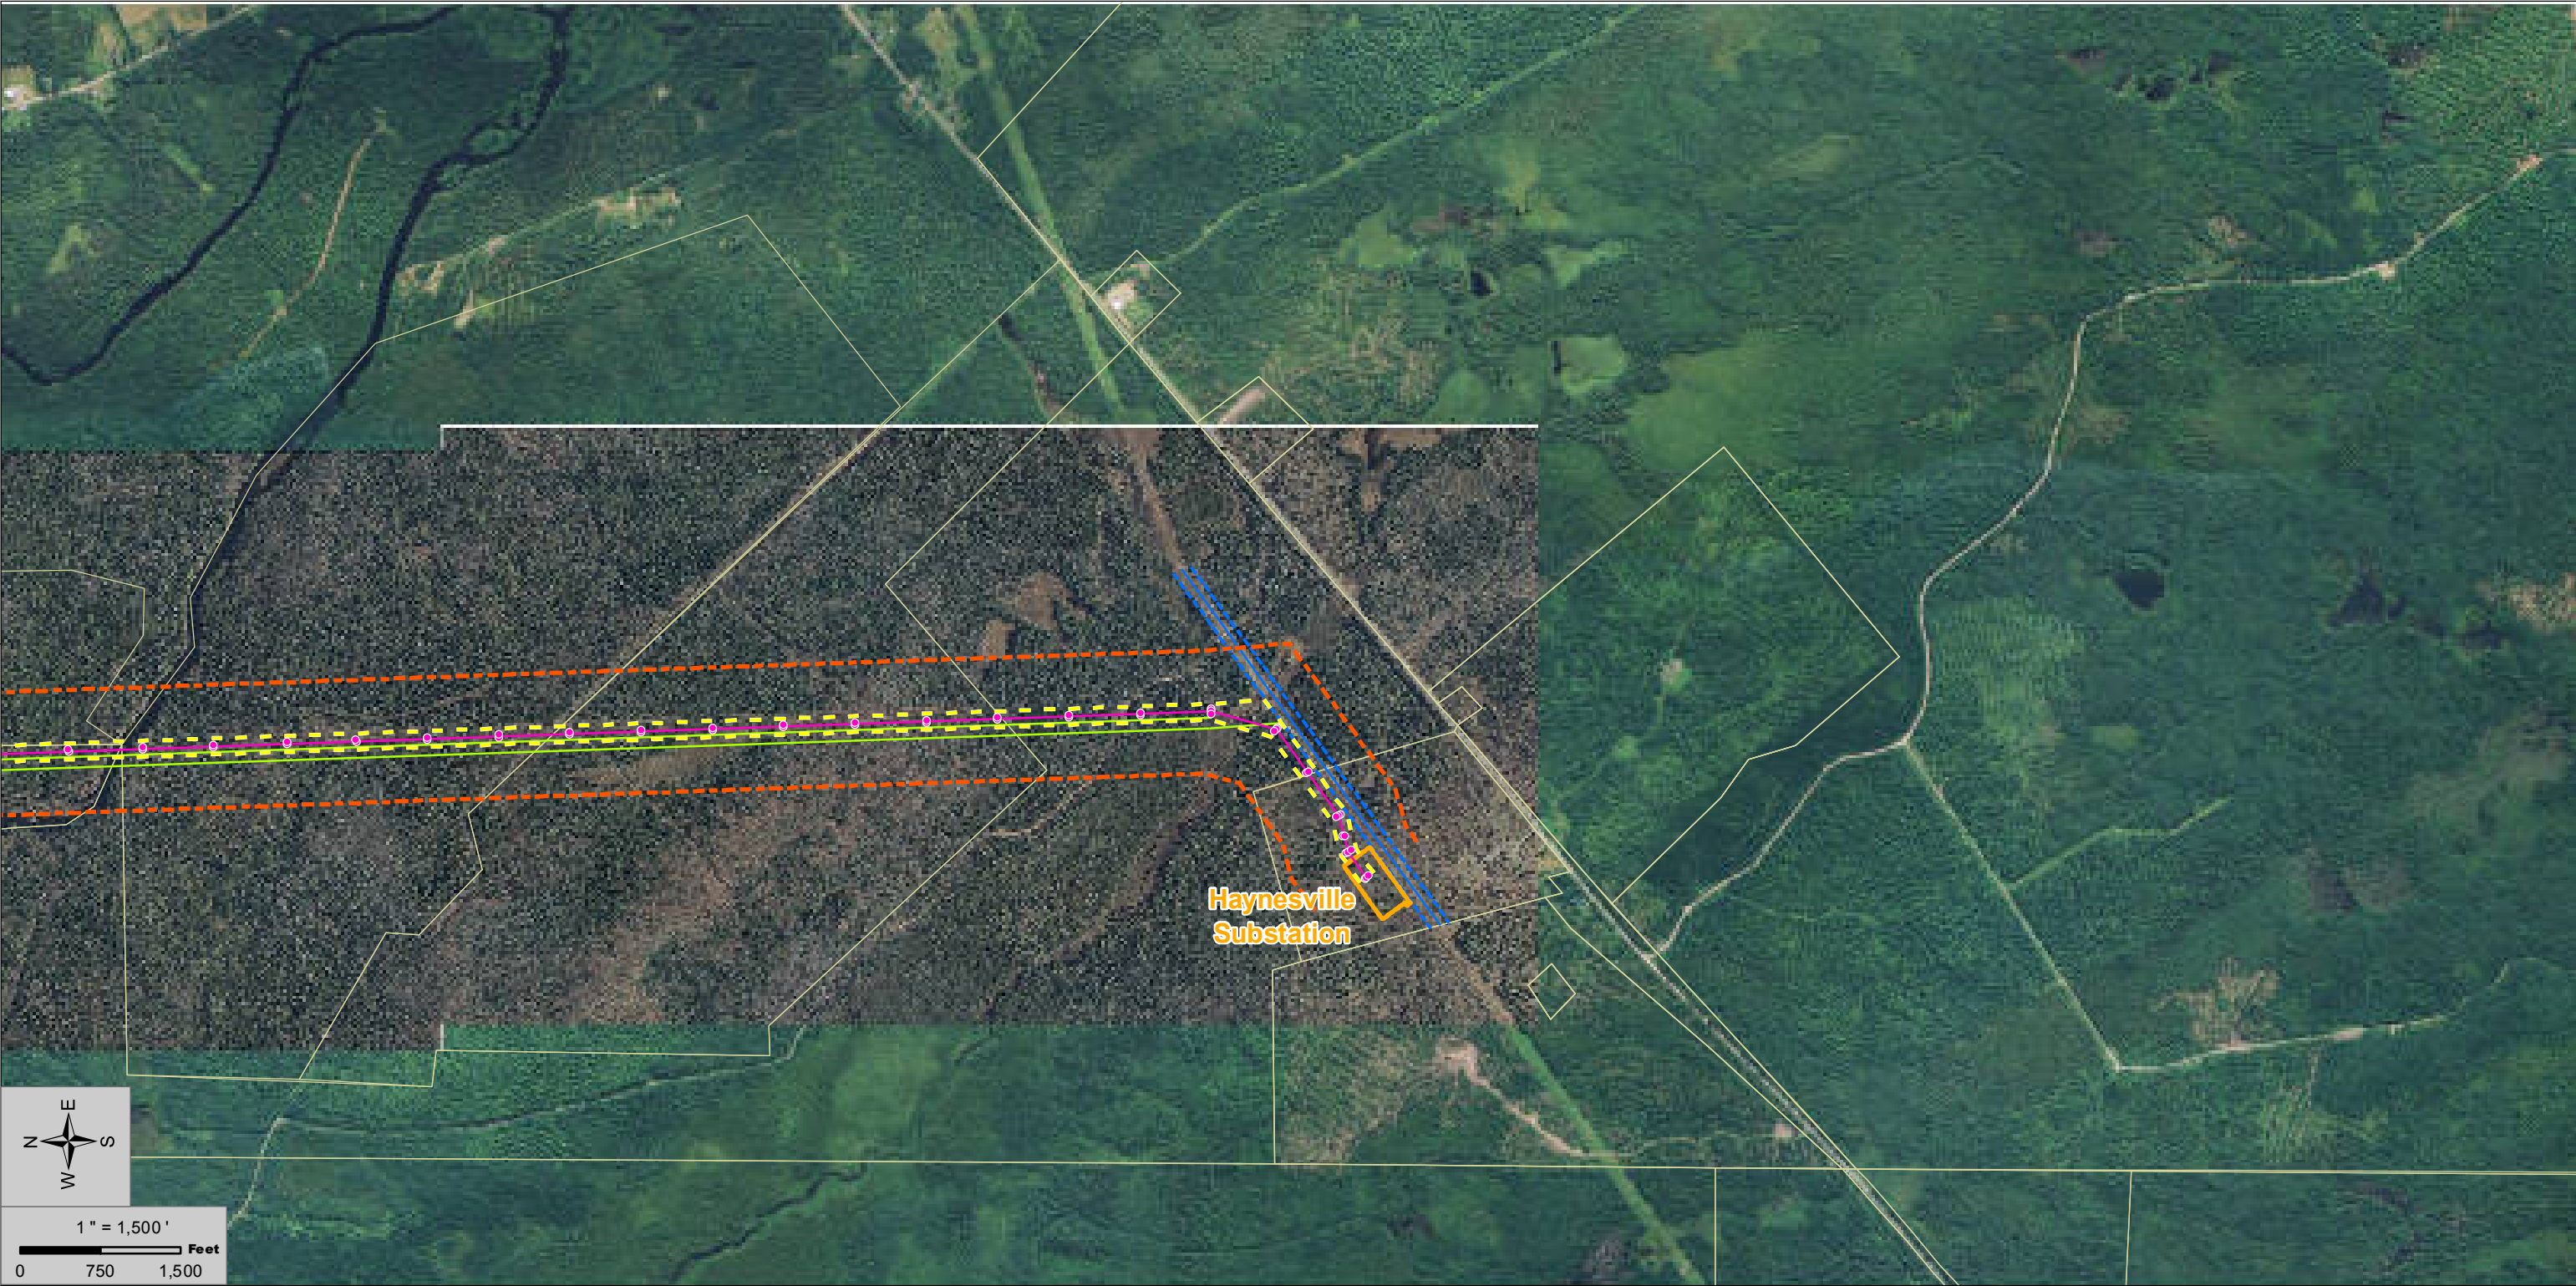 Haynesville
Substation
E
N
S
W
1 " = 1,500 '
Feet
0 750 1,500